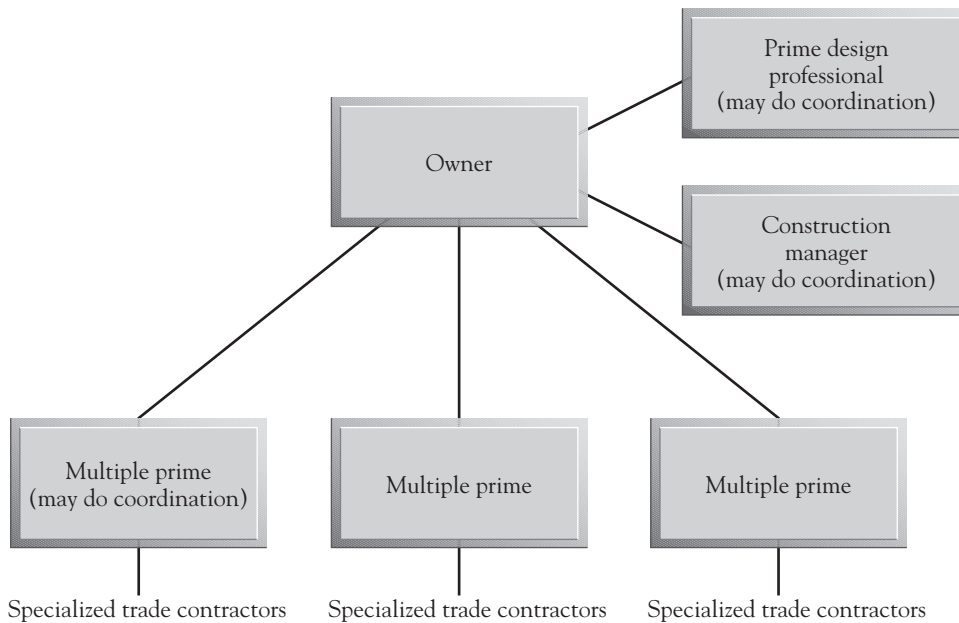 Prime design
professional
(may do coordination)
Owner
Construction
manager
(may do coordination)
Multiple prime
(may do coordination)
Multiple prime
Multiple prime
Specialized trade contractors
Specialized trade contractors
Specialized trade contractors